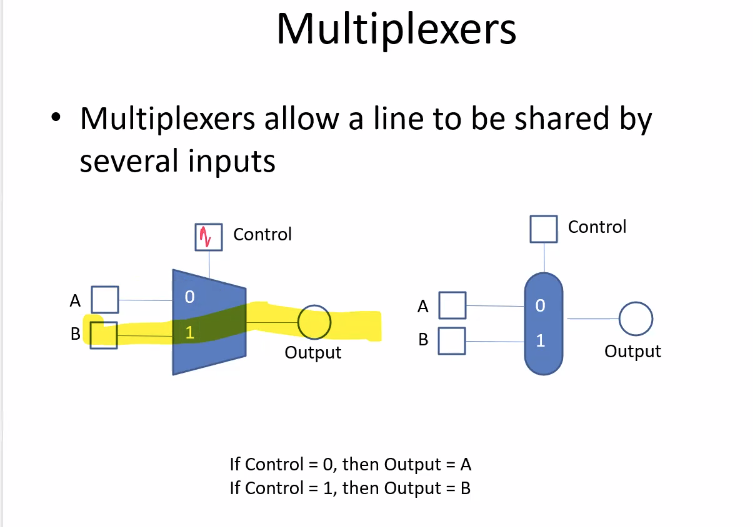 Multiplexers
• Multiplexers allow a line to be shared by
several inputs
Control
A
0
B
1
Output
Control
A
0
B
1
Output
If Control = 0, then Output = A
If Control = 1, then Output = B